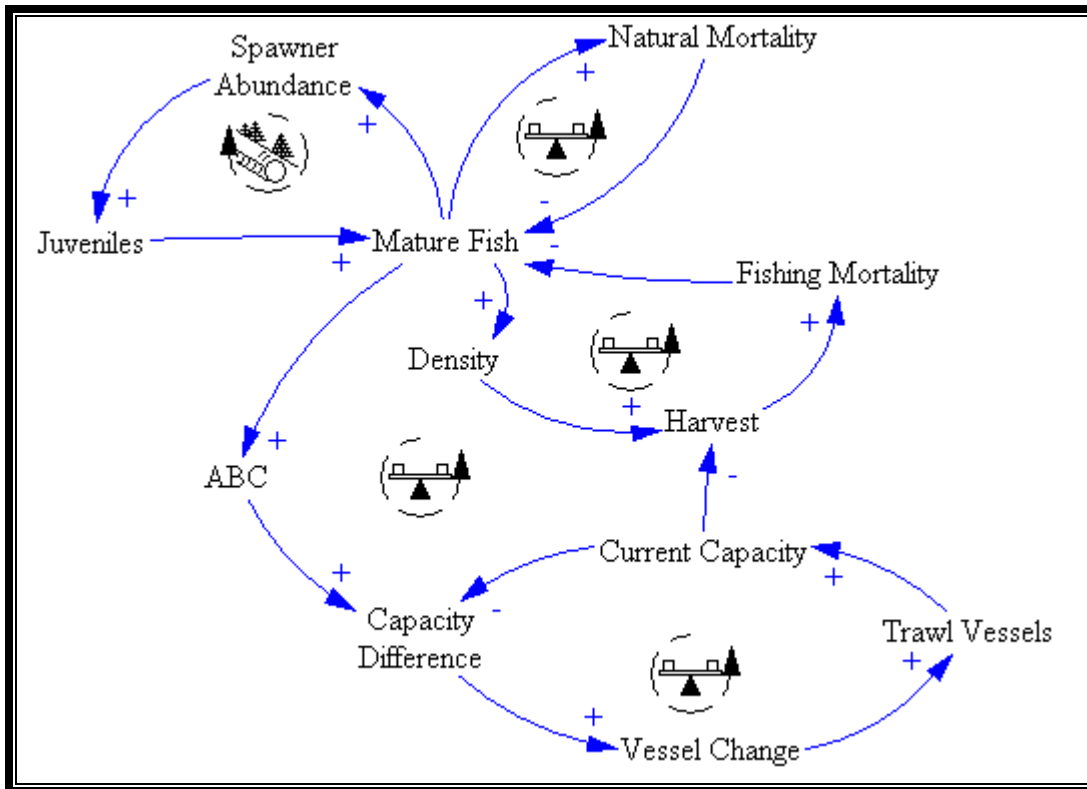 Spawner
Abundance
Natural Mortality
+
+
+
-
Juveniles
Mature Fish
-
+
Fishing Mortality
+
+
Density
+
Harvest
+
ABC
-
Current Capacity
+
+
-
Capacity
Difference
Trawl Vessels
+
+
Vessel Change